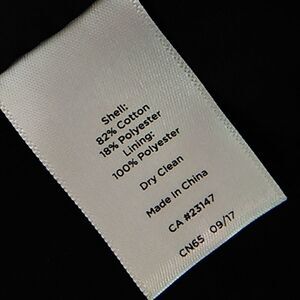 Shell:
82% Cotton
18% Polyester
Lining:
100% Polyester
Dry Clean
Made in China
CA #23147
CN65 09/17